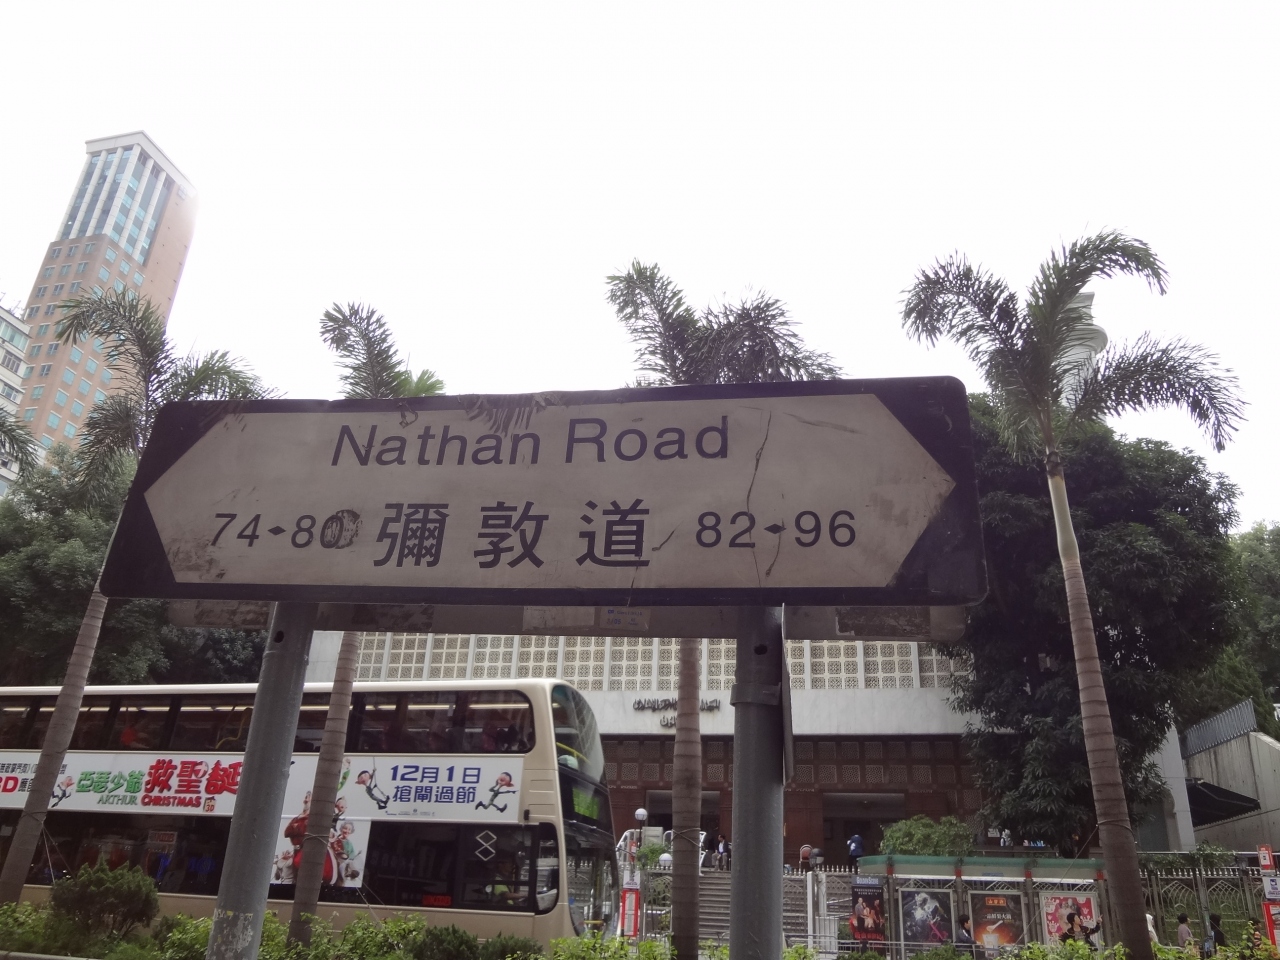 Nathan Road
74 80 彌敦道 82 96
3D
亞瑟少爺 救聖誕
ARTHUR CHRISTMAS
12月1日
搶閘過節